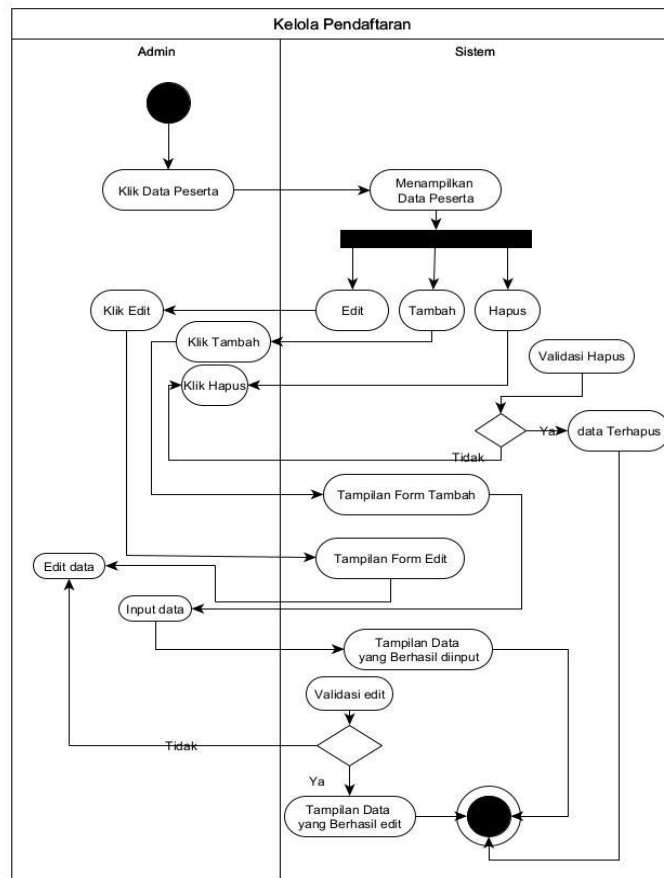 Kelola Pendaftaran
Admin
Sistem
Klik Data Peserta
Menampilkan
Data Peserta
Klik Edit
Edit
Tambah
Hapus
Klik Tambah
Validasi Hapus
Klik Hapus
Ya
data Terhapus
Tidak
Tampilan Form Tambah
Tampilan Form Edit
Edit data
Input data
Tampilan Data
yang Berhasil diinput
Validasi edit
Tidak
Ya
Tampilan Data
yang Berhasil edit